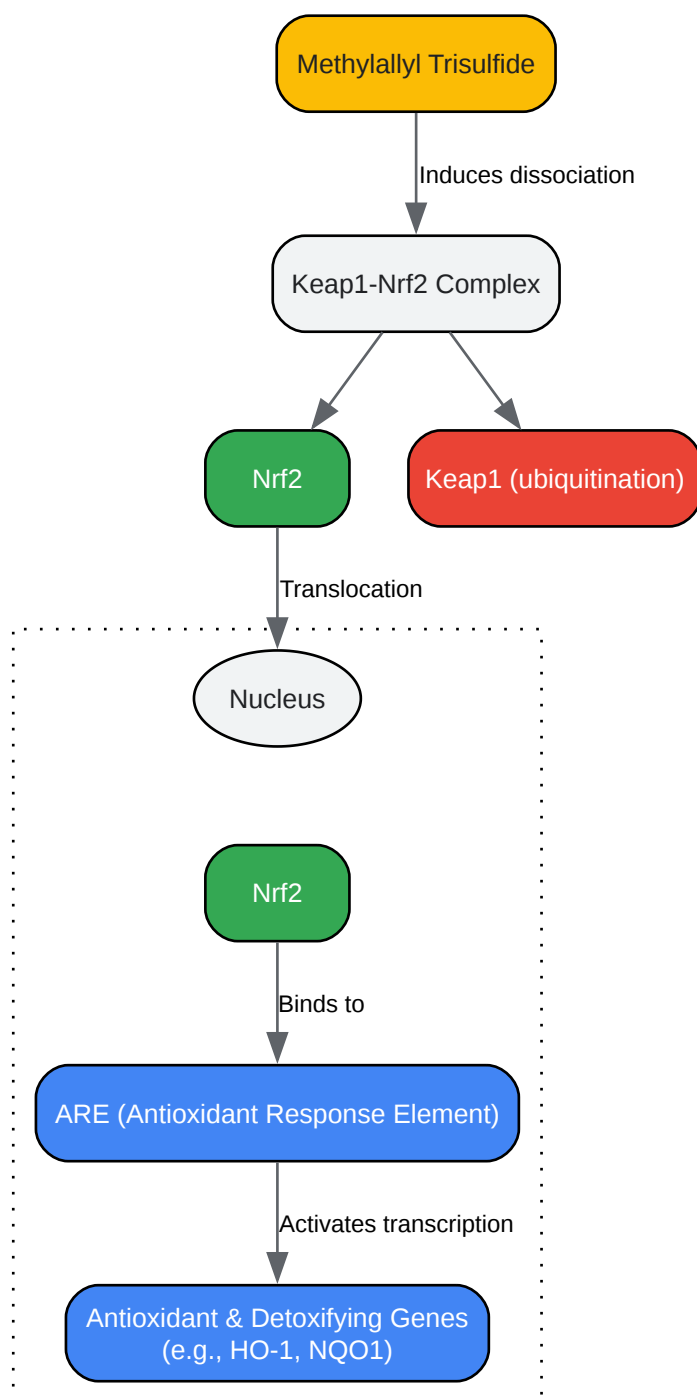 Methylallyl Trisulfide
Induces dissociation
Keap1-Nrf2 Complex
Nrf2
Keap1 (ubiquitination)
Translocation
Nucleus
Nrf2
Binds to
ARE (Antioxidant Response Element)
Activates transcription
Antioxidant & Detoxifying Genes
(e.g., HO-1, NQO1)